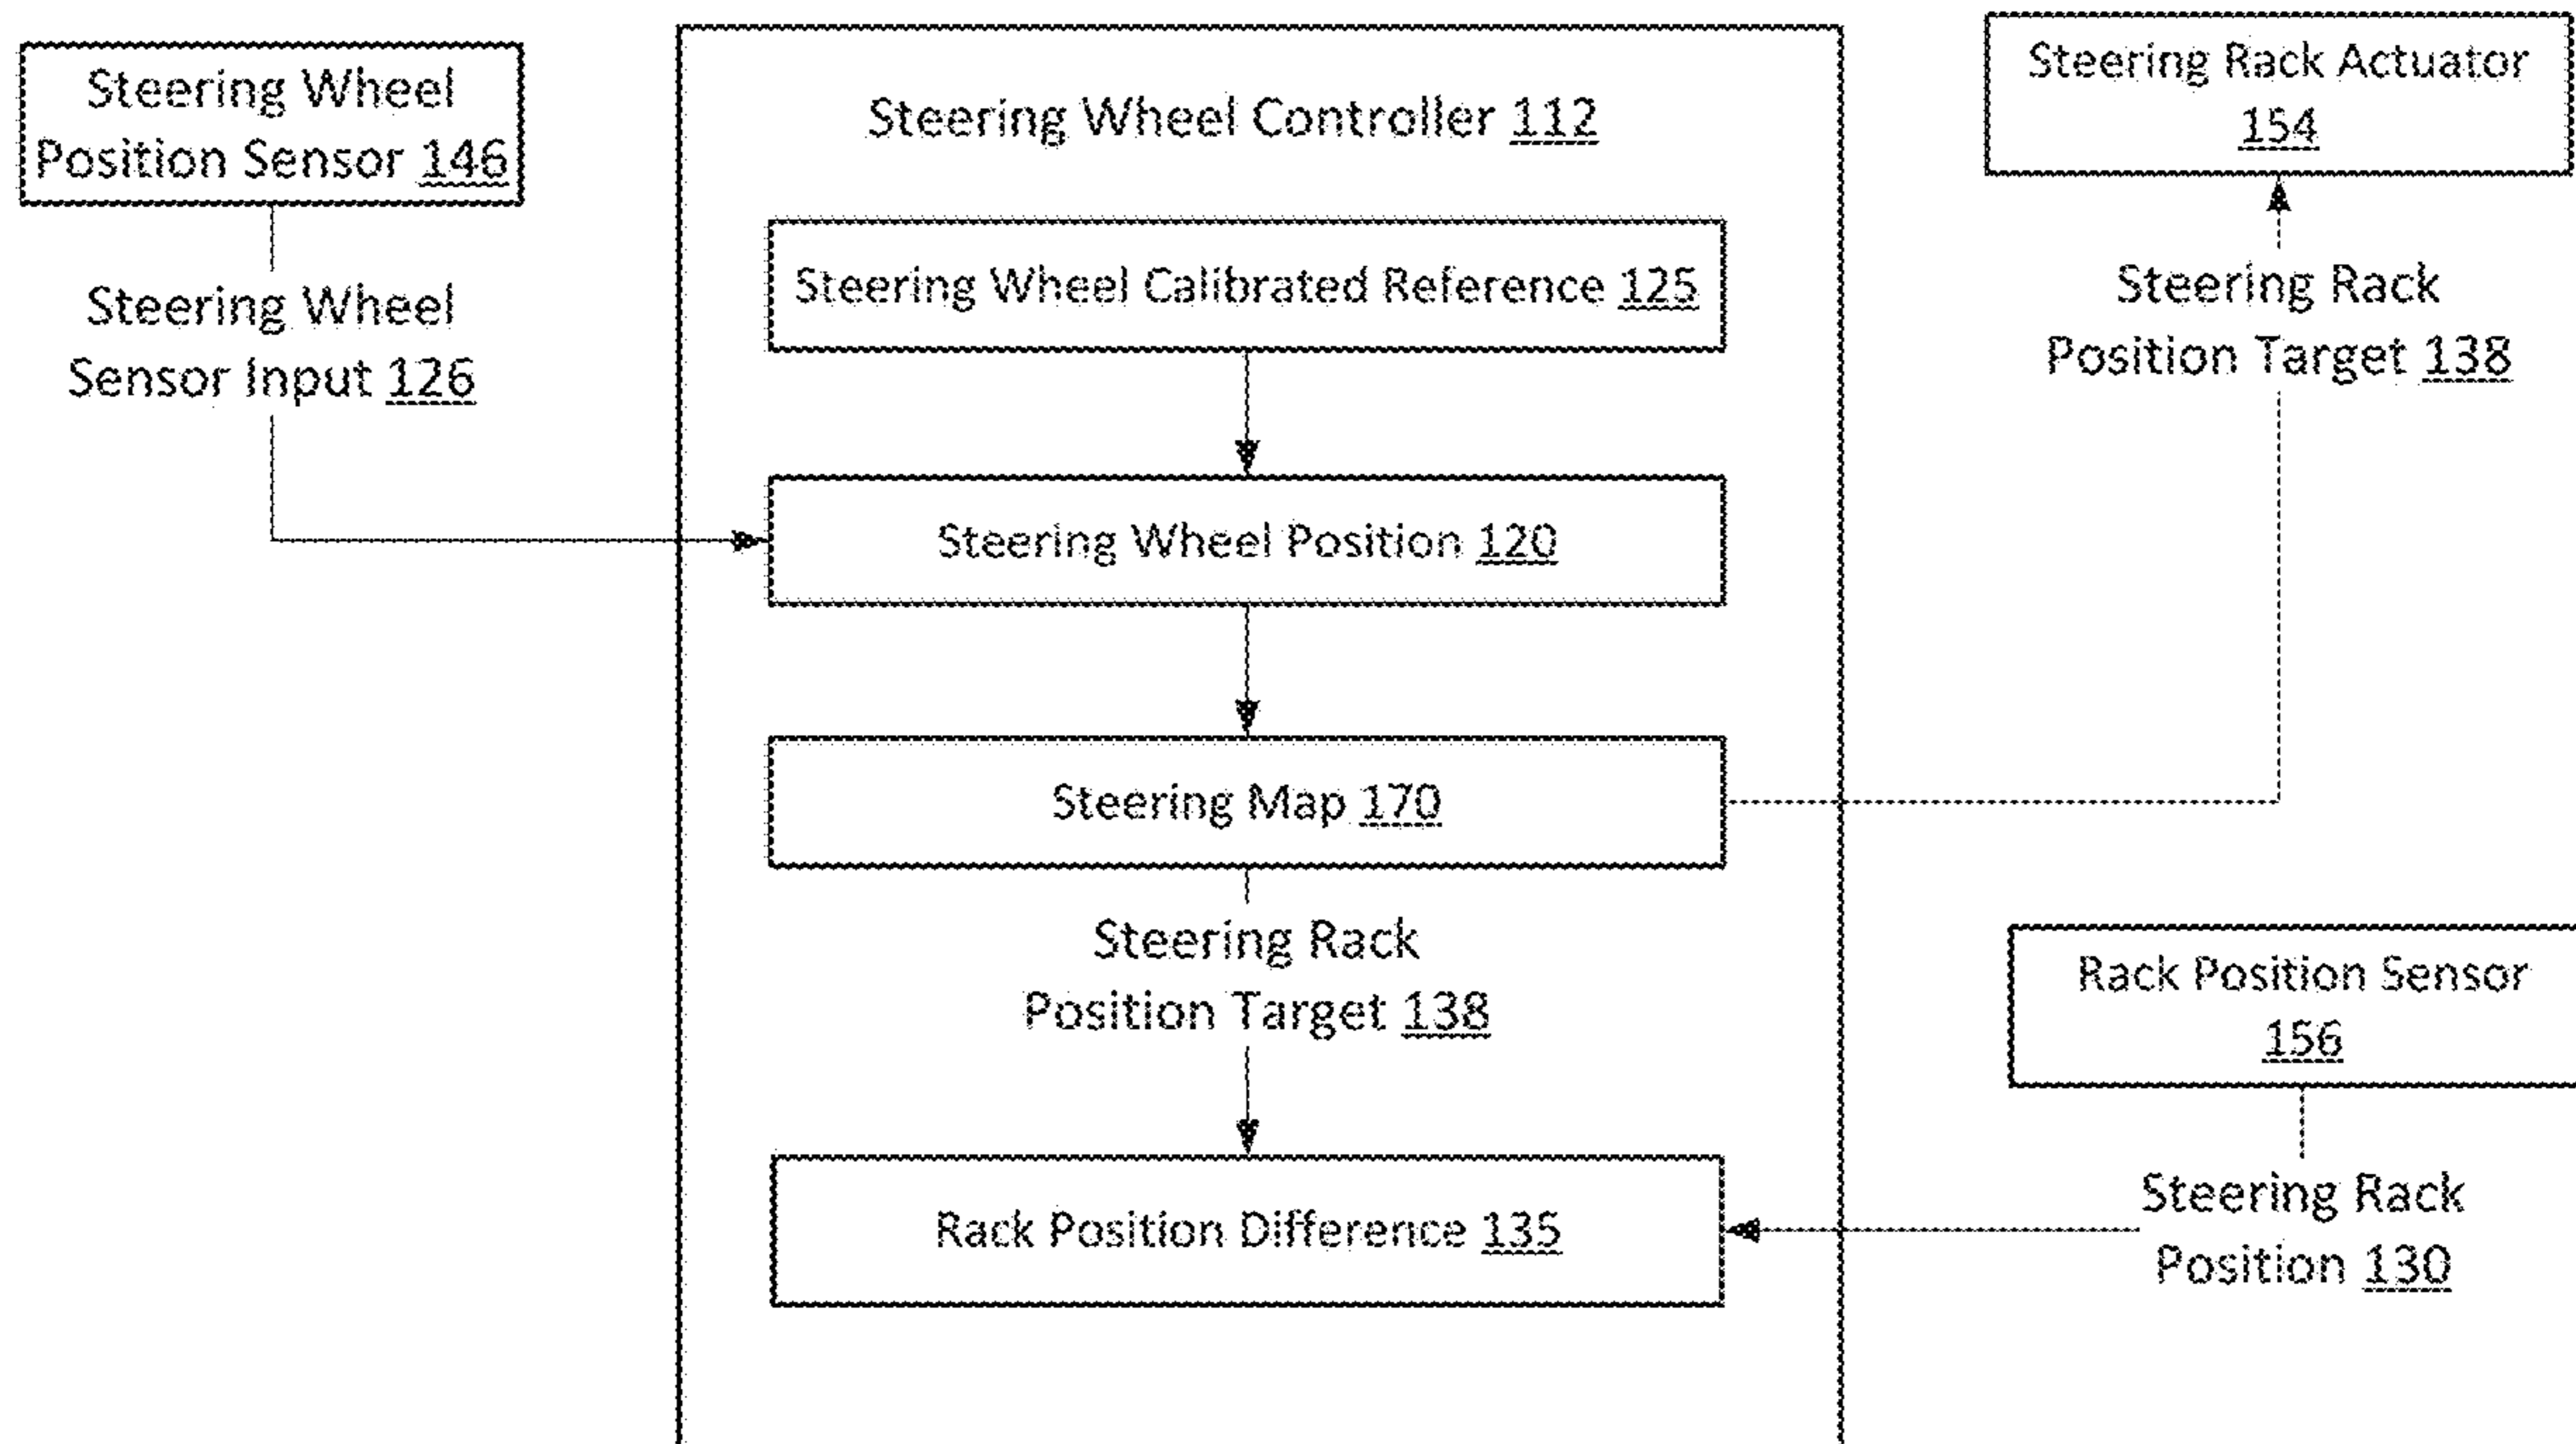 Steering Wheel
Position Sensor 146
Steering Wheel
Sensor Input 126
Steering Wheel Controller 112
Steering Wheel Calibrated Reference 125
Steering Wheel Position 120
Steering Map 170
Steering Rack
Position Target 138
Rack Position Difference 135
Steering Rack Actuator
154
Steering Rack
Position Target 138
Rack Position Sensor
156
Steering Rack
Position 130